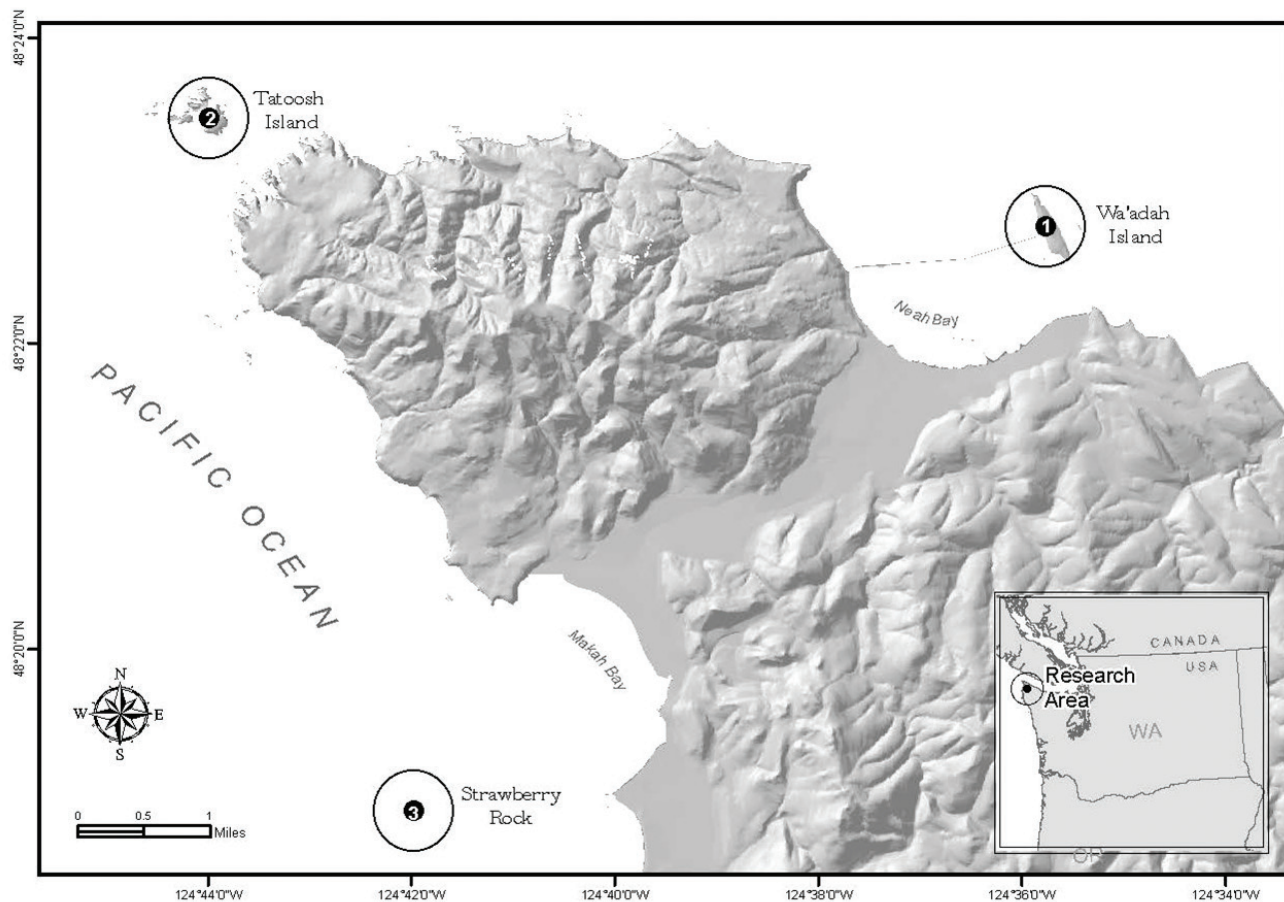 48°24'0"N
2
Tatoosh
Island
1
Wa'adah
Island
Neah Bay
48°22'0"N
PACIFIC OCEAN
48°20'0"N
Makah Bay
CANADA
USA
Research
Area
WA
OR
N
W
E
S
3
Strawberry
Rock
0 0.5 1
Miles
124°44'0"W 124°42'0"W 124°40'0"W 124°38'0"W 124°36'0"W 124°34'0"W